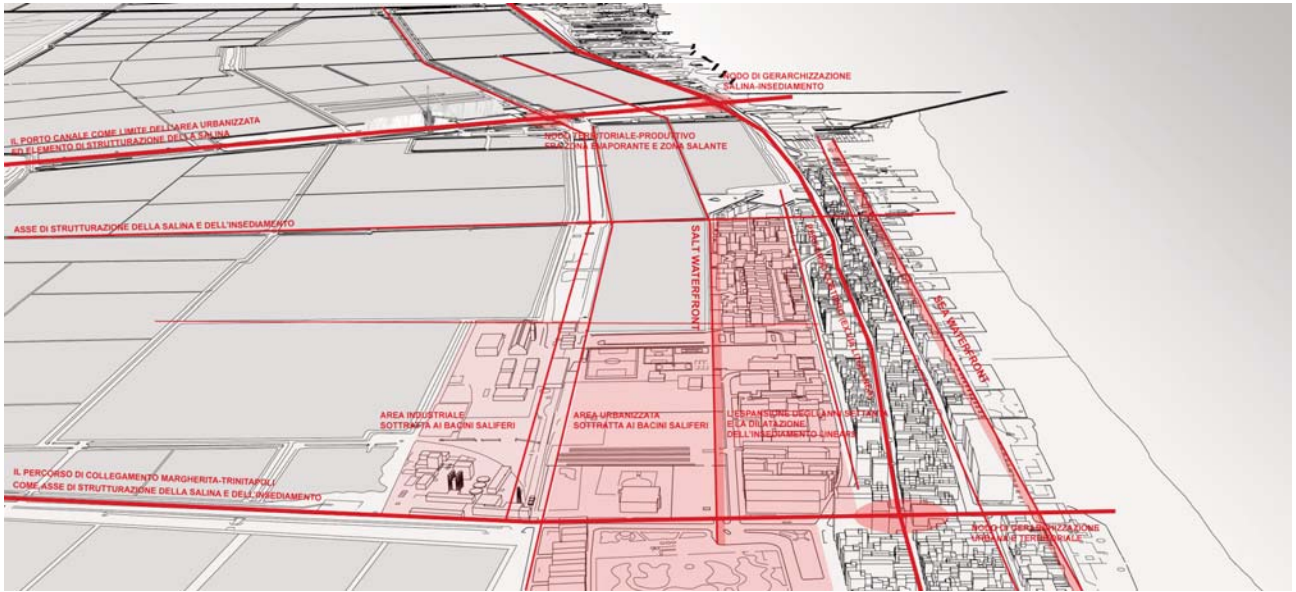 NODO DI GERARCHIZZAZIONE
SALINA-INSEDIAMENTO
IL PORTO CANALE COME LIMITE DELL'AREA URBANIZZATA
ED ELEMENTO DI STRUTTURAZIONE DELLA SALINA
NODO TERRITORIALE-PRODUTTIVO
FRA ZONA EVAPORANTE E ZONA SALANTE
ASSE DI STRUTTURAZIONE DELLA SALINA E DELL'INSEDIAMENTO
SALT WATERFRONT
SEA WATERFRONT
AREA INDUSTRIALE
SOTTRATTA AI BACINI SALIFERI
AREA URBANIZZATA
SOTTRATTA AI BACINI SALIFERI
L'ESPANSIONE DEGLI ANNI SETTANTA
E LA DILATAZIONE
DELL'INSEDIAMENTO LINEARE
IL PERCORSO DI COLLEGAMENTO MARGHERITA-TRINITAPOLI
COME ASSE DI STRUTTURAZIONE DELLA SALINA E DELL'INSEDIAMENTO
NODO DI GERARCHIZZAZIONE
URBANA E TERRITORIALE